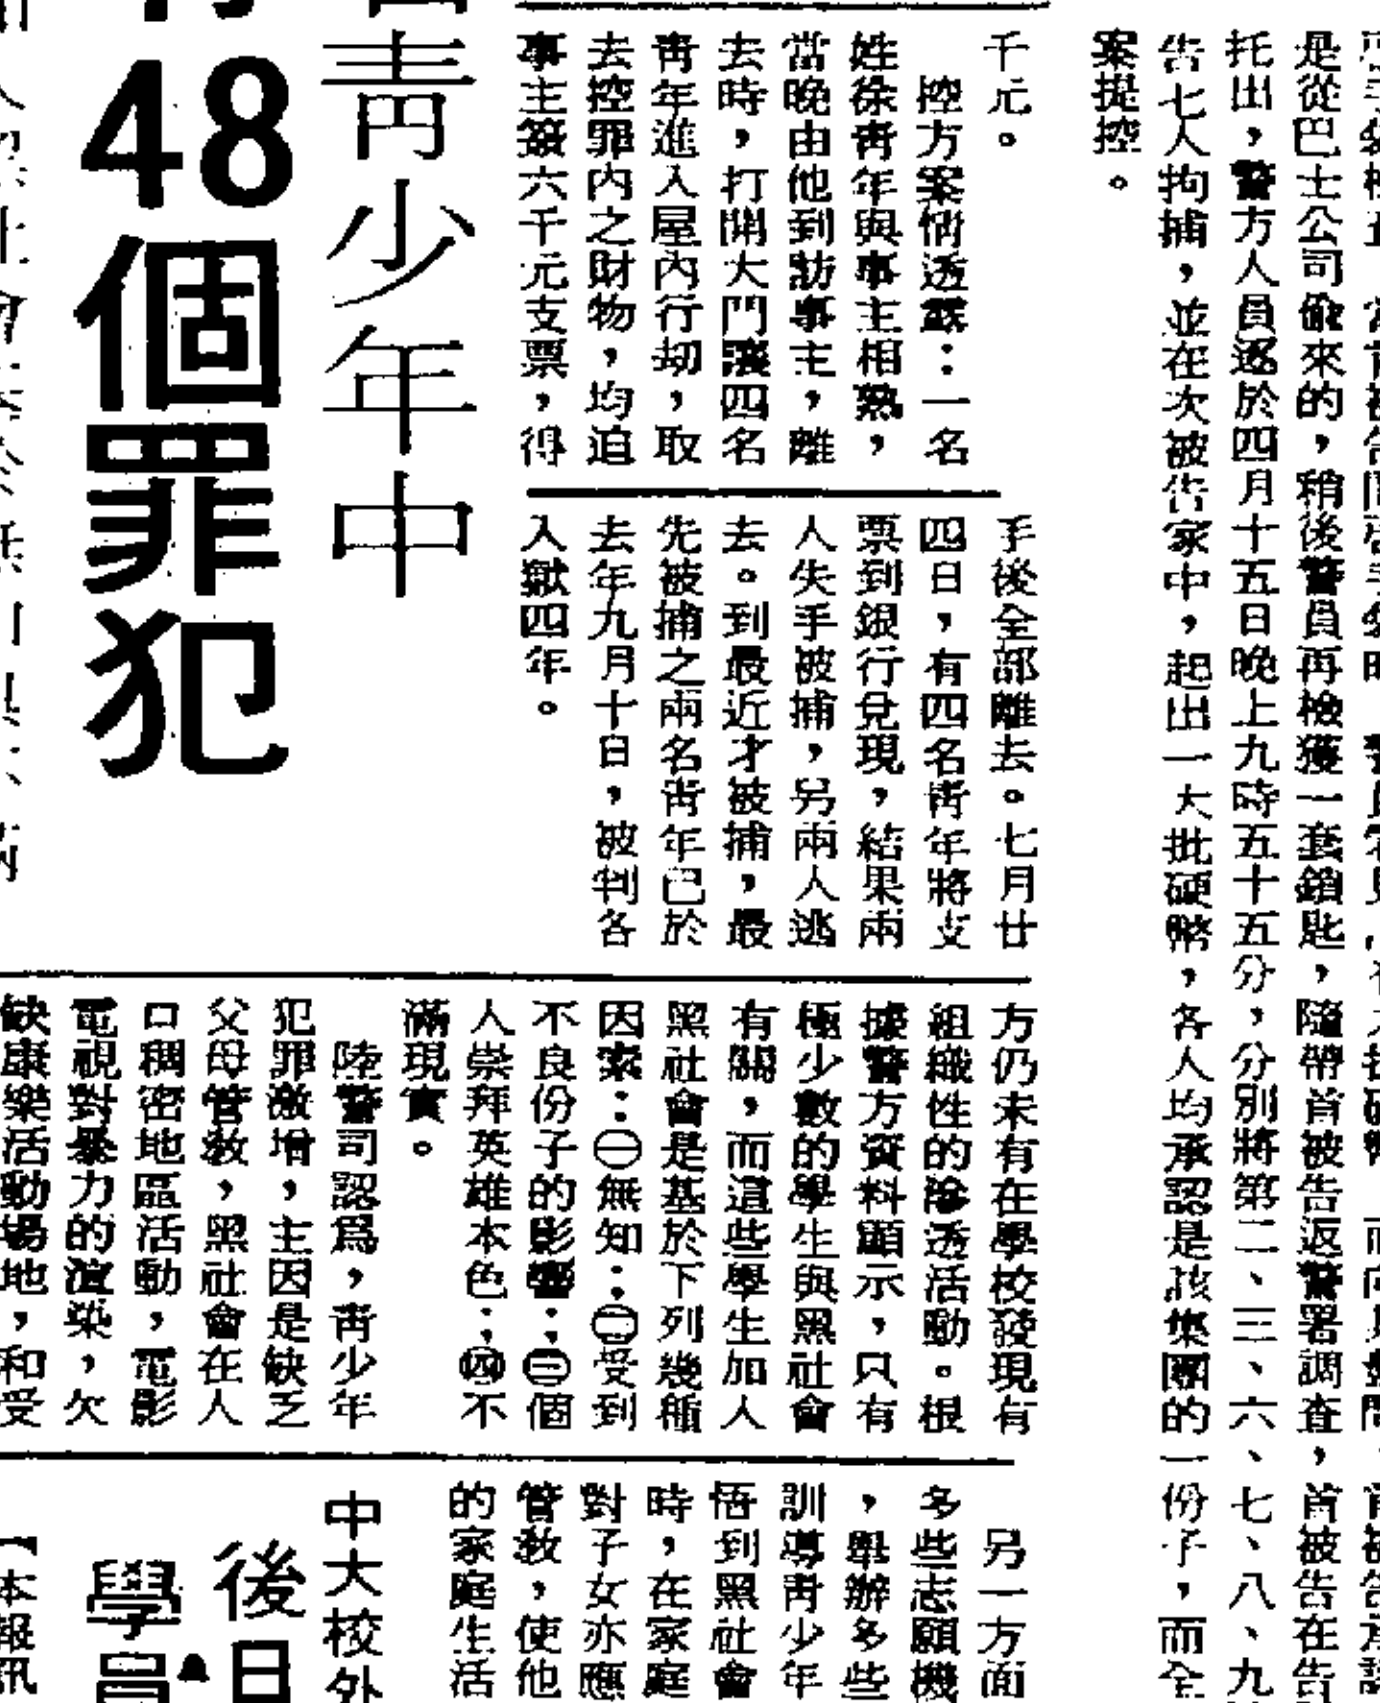 是從巴士公司偷來的，稍後警員再檢獲一套鎖匙，隨帶首被告返警署調查，首被告在告
托出，警方人員遂於四月十五日晚上九時五十五分，分別將第二、三、六、七、八、九
告七人拘捕，並在次被告家中，起出一大批硬幣，各人均承認是該集團的一份子，而全
案提控。
千元。
控方案情透露：一名
姓徐青年與事主相熟，
當晚由他到訪事主，離
去時，打開大門讓四名
青年進入屋內行刧，取
去控罪內之財物，均迫
事主簽六千元支票，得
手後全部離去。七月廿
四日，有四名青年將支
票到銀行兌現，結果兩
人失手被捕，另兩人逃
去。到最近才被捕，最
先被捕之兩名青年已於
去年九月十日，被判各
入獄四年。
青少年中
48個罪犯
方仍未有在學校發現有
組織性的滲透活動。根
據警方資料顯示，只有
極少數的學生與黑社會
有關，而這些學生加入
黑社會是基於下列幾種
因素：㊀無知：㊁受到
不良份子的影響：㊂個
人崇拜英雄本色；㊃不
滿現實。
陸警司認爲，青少年
犯罪激增，主因是缺乏
父母管教，黑社會在人
口稠密地區活動，電影
電視對暴力的渲染，欠
缺康樂活動場地，和受
另一方面
多些志願機
，舉辦多些
訓導青少年
悟到黑社會
時，在家庭
對子女亦應
管教，使他
的家庭生活
中大校外
後日
學員
【本報訊